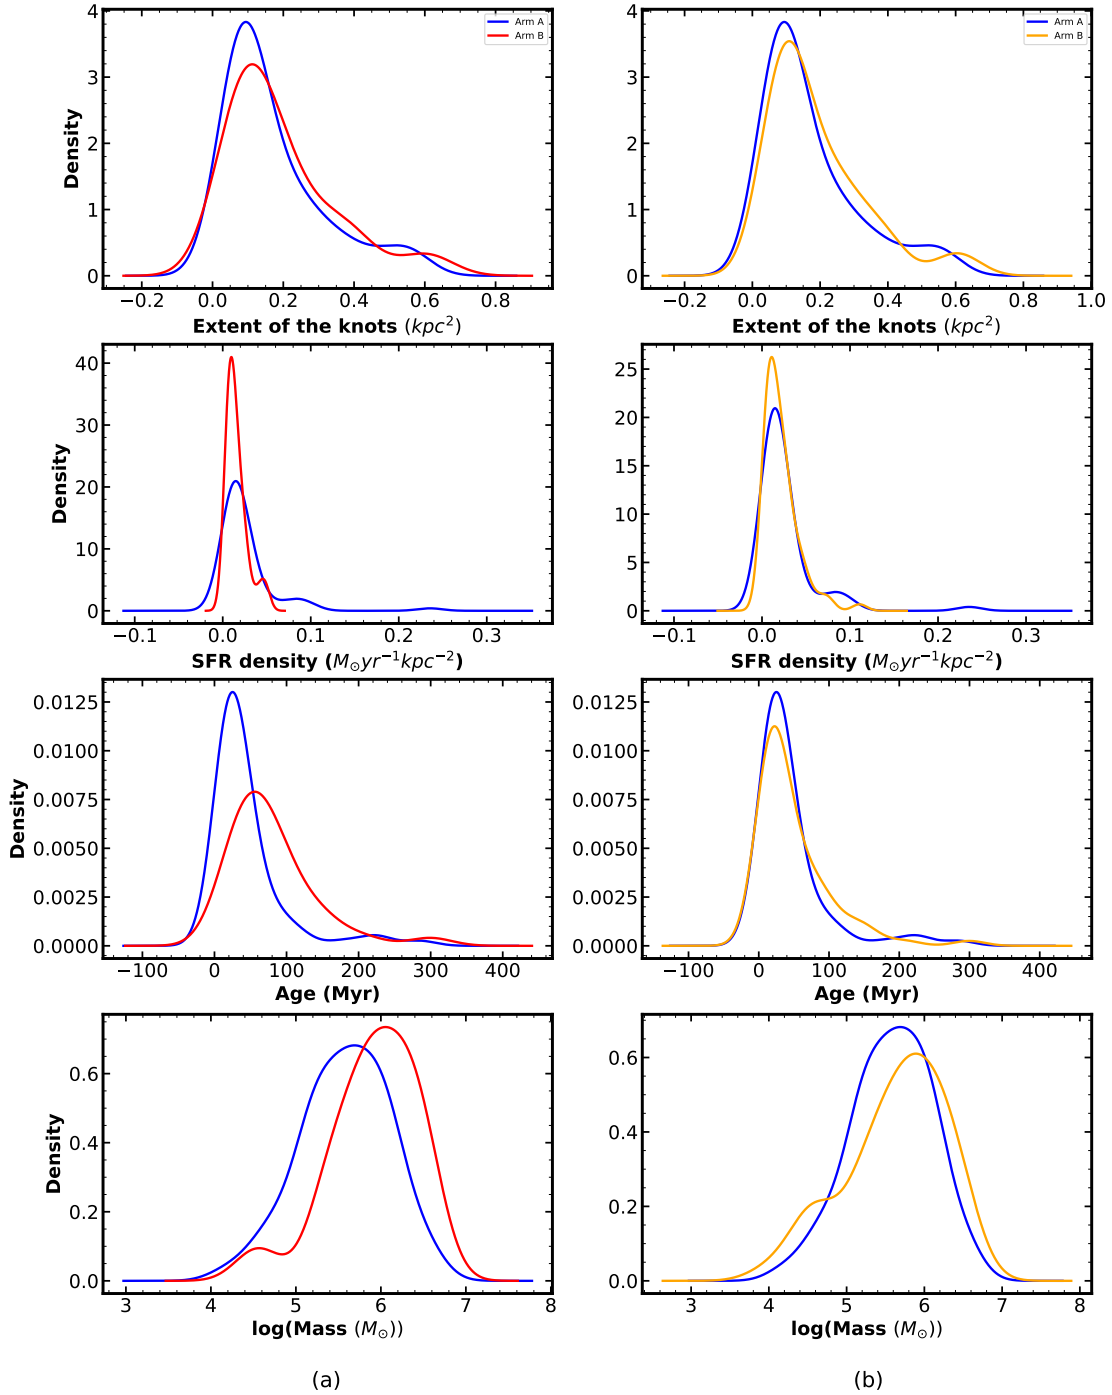 Arm A
Arm B
Density
4
3
2
1
0
−0.2 0.0 0.2 0.4 0.6 0.8
Extent of the knots (kpc²)
Arm A
Arm B
4
3
2
1
0
−0.2 0.0 0.2 0.4 0.6 0.8 1.0
Extent of the knots (kpc²)
Density
40
30
20
10
0
−0.1 0.0 0.1 0.2 0.3
SFR density (M⊙yr⁻¹kpc⁻²)
25
20
15
10
5
0
−0.1 0.0 0.1 0.2 0.3
SFR density (M⊙yr⁻¹kpc⁻²)
Density
0.0125
0.0100
0.0075
0.0050
0.0025
0.0000
−100 0 100 200 300 400
Age (Myr)
0.0125
0.0100
0.0075
0.0050
0.0025
0.0000
−100 0 100 200 300 400
Age (Myr)
Density
0.6
0.4
0.2
0.0
3 4 5 6 7 8
log(Mass (M⊙))
0.6
0.4
0.2
0.0
3 4 5 6 7 8
log(Mass (M⊙))
(a)
(b)